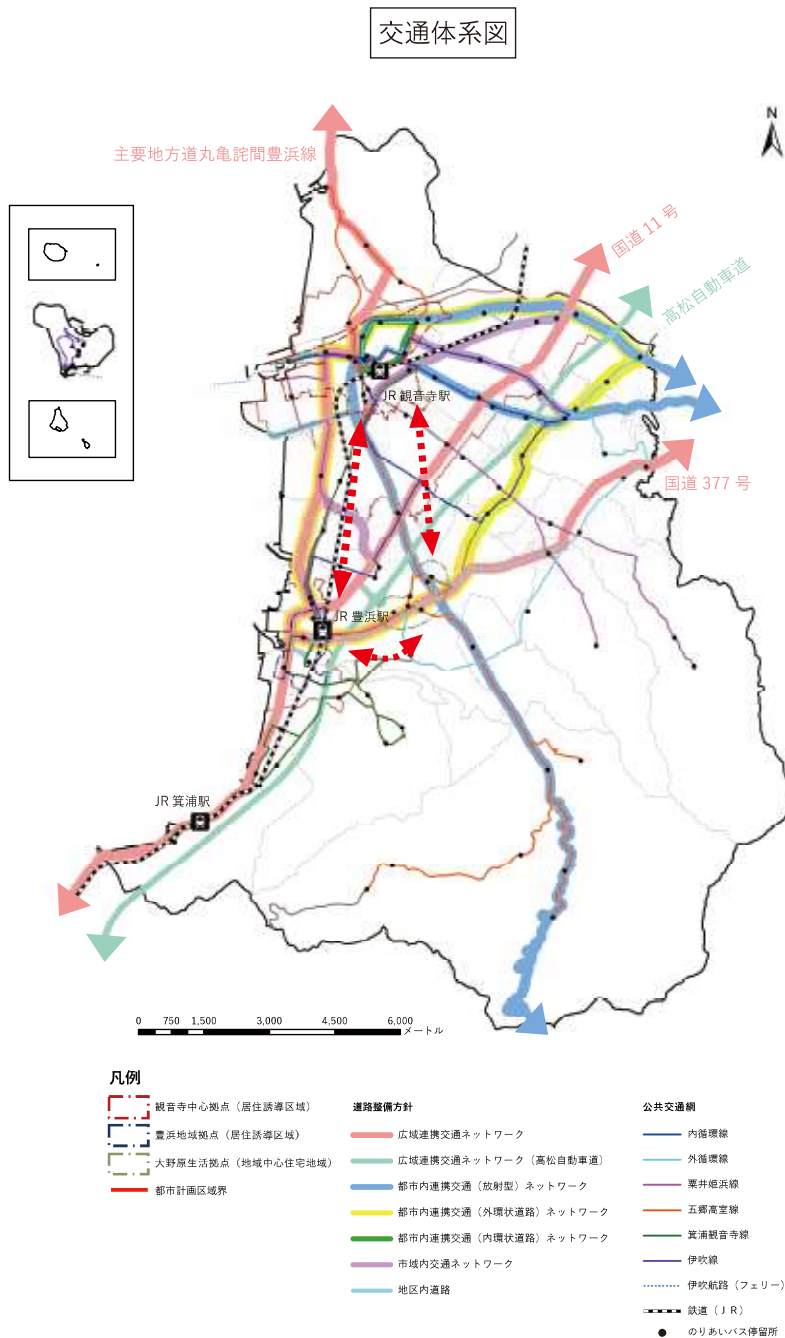 交通体系図
N
主要地方道丸亀詫間豊浜線
国道 11 号
高松自動車道
JR 観音寺駅
国道 377 号
JR 豊浜駅
JR 箕浦駅
0 750 1,500 3,000 4,500 6,000
メートル
凡例
観音寺中心拠点（居住誘導区域）
豊浜地域拠点（居住誘導区域）
大野原生活拠点（地域中心住宅地域）
都市計画区域界
道路整備方針
広域連携交通ネットワーク
広域連携交通ネットワーク（高松自動車道）
都市内連携交通（放射型）ネットワーク
都市内連携交通（外環状道路）ネットワーク
都市内連携交通（内環状道路）ネットワーク
市域内交通ネットワーク
地区内道路
公共交通網
内循環線
外循環線
粟井姫浜線
五郷高室線
箕浦観音寺線
伊吹線
伊吹航路（フェリー）
鉄道（ＪＲ）
のりあいバス停留所